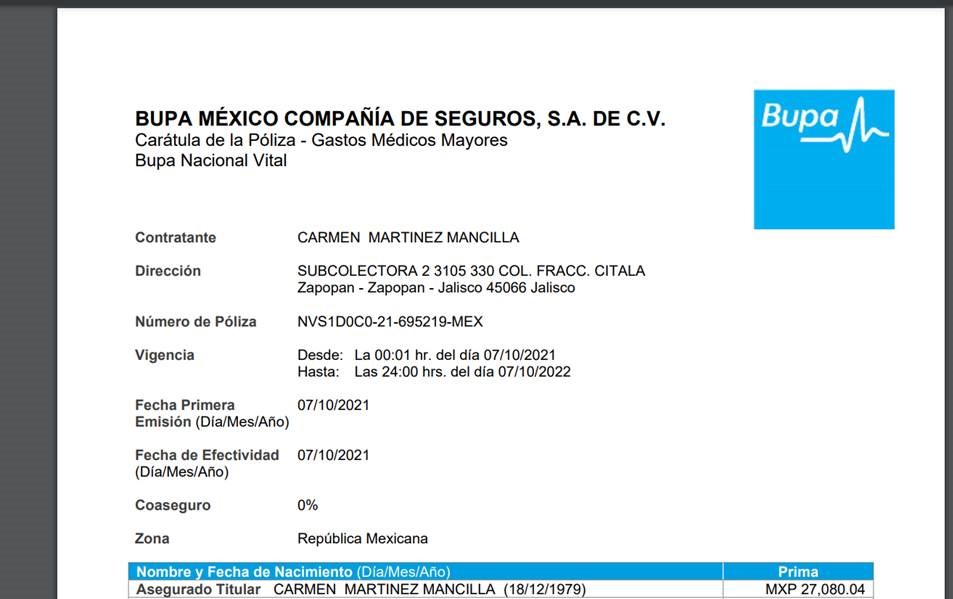 BUPA MÉXICO COMPAÑÍA DE SEGUROS, S.A. DE C.V.
Carátula de la Póliza - Gastos Médicos Mayores
Bupa Nacional Vital
Bupa
Contratante CARMEN MARTINEZ MANCILLA
Dirección SUBCOLECTORA 2 3105 330 COL. FRACC. CITALA
Zapopan - Zapopan - Jalisco 45066 Jalisco
Número de Póliza NVS1D0C0-21-695219-MEX
Vigencia Desde: La 00:01 hr. del día 07/10/2021
Hasta: Las 24:00 hrs. del día 07/10/2022
Fecha Primera 07/10/2021
Emisión (Día/Mes/Año)
Fecha de Efectividad 07/10/2021
(Día/Mes/Año)
Coaseguro 0%
Zona República Mexicana
Nombre y Fecha de Nacimiento (Día/Mes/Año) Prima
Asegurado Titular CARMEN MARTINEZ MANCILLA (18/12/1979) MXP 27,080.04